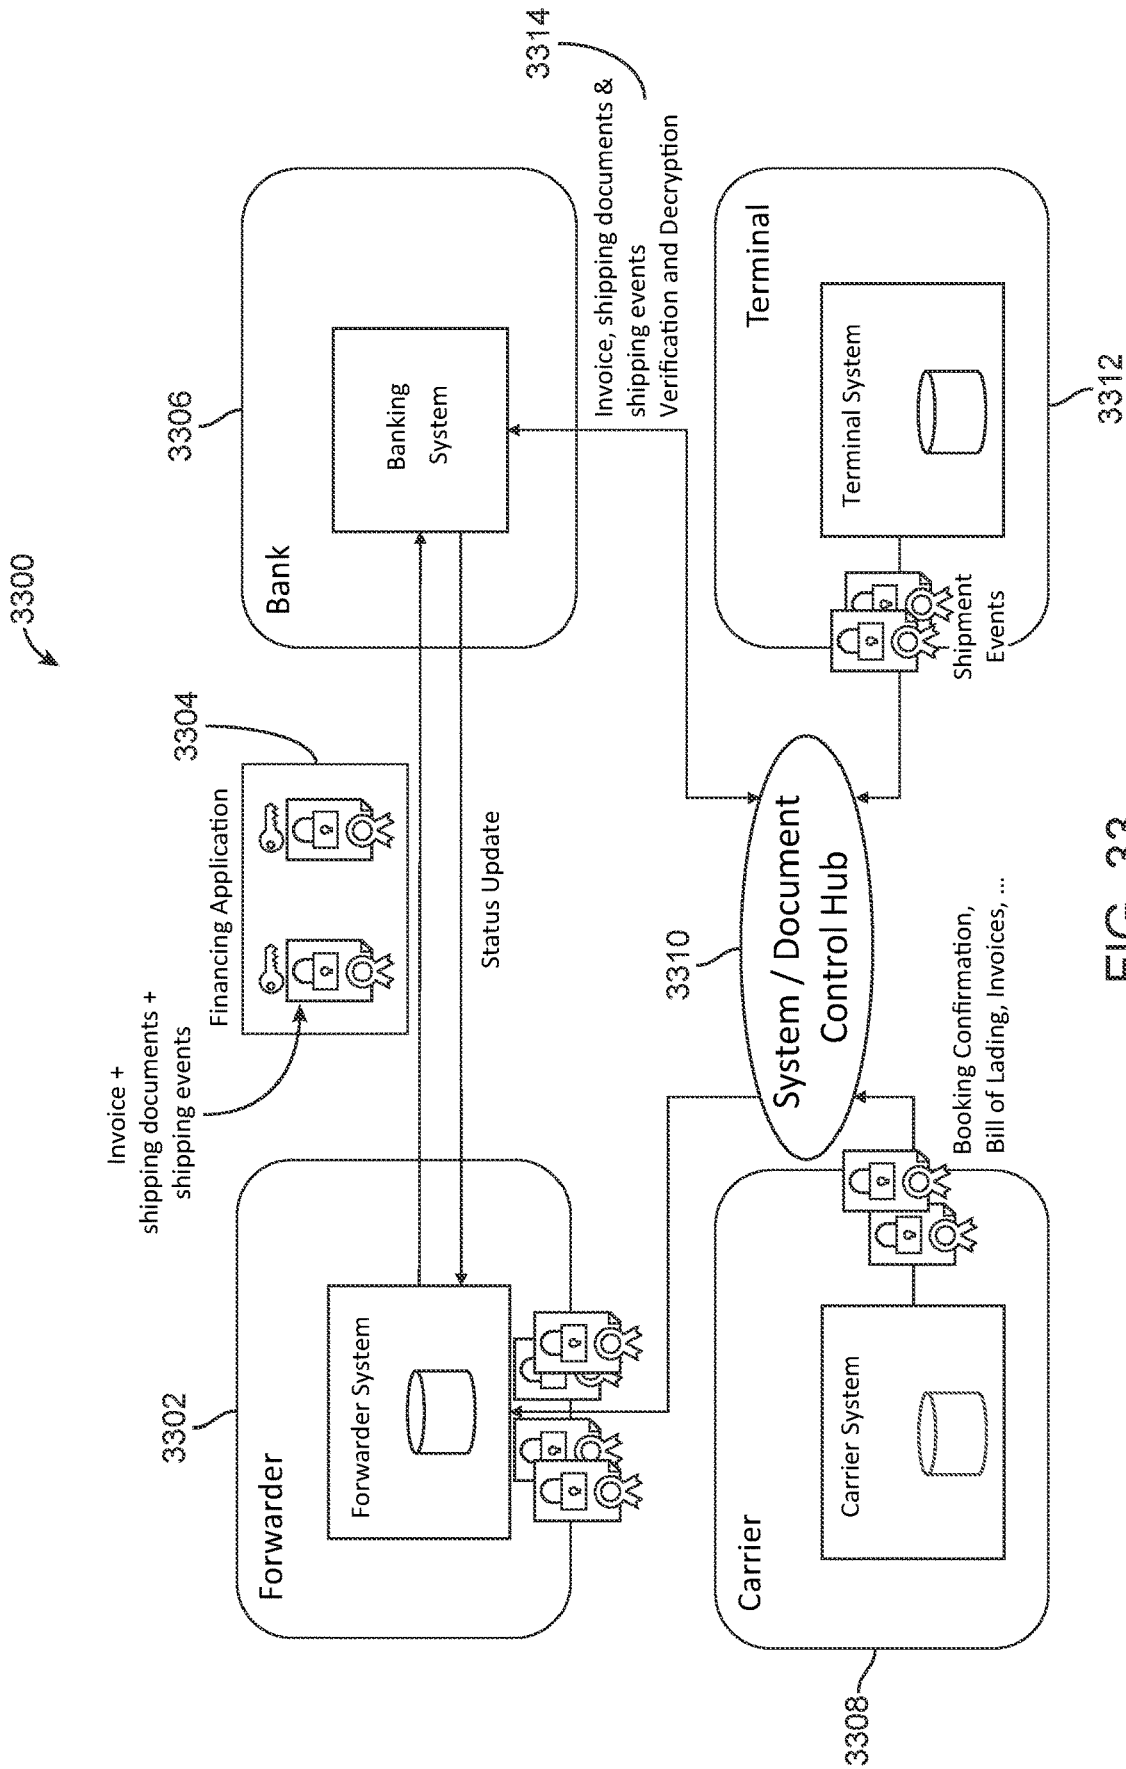 3300
Invoice +
shipping documents +
shipping events
Financing Application
3304
3302
Forwarder
Forwarder System
3306
Bank
Banking
System
Status Update
3314
Invoice, shipping documents &
shipping events
Verification and Decryption
3310
System / Document
Control Hub
3308
Carrier
Carrier System
Booking Confirmation,
Bill of Lading, Invoices, ...
Terminal
Terminal System
Shipment
Events
3312
FIG. 33